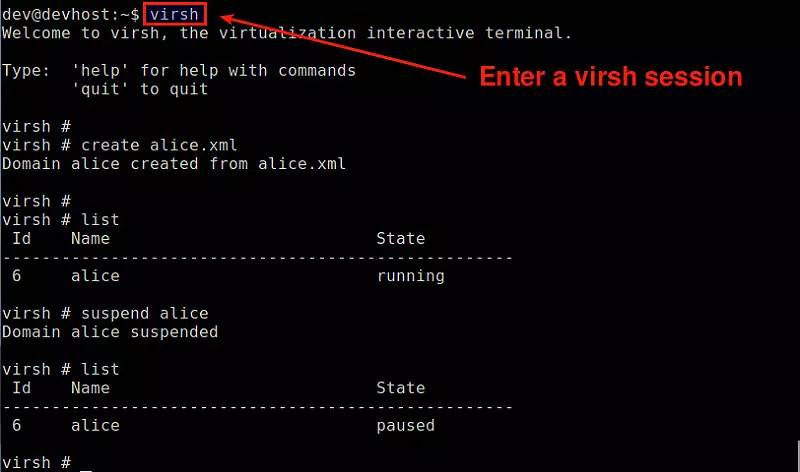 dev@devhost:~$ virsh
Welcome to virsh, the virtualization interactive terminal.
Type:  'help' for help with commands
       'quit' to quit
Enter a virsh session
virsh #
virsh # create alice.xml
Domain alice created from alice.xml
virsh #
virsh # list
 Id    Name                           State
----------------------------------------------------
 6     alice                          running
virsh # suspend alice
Domain alice suspended
virsh # list
 Id    Name                           State
----------------------------------------------------
 6     alice                          paused
virsh # _